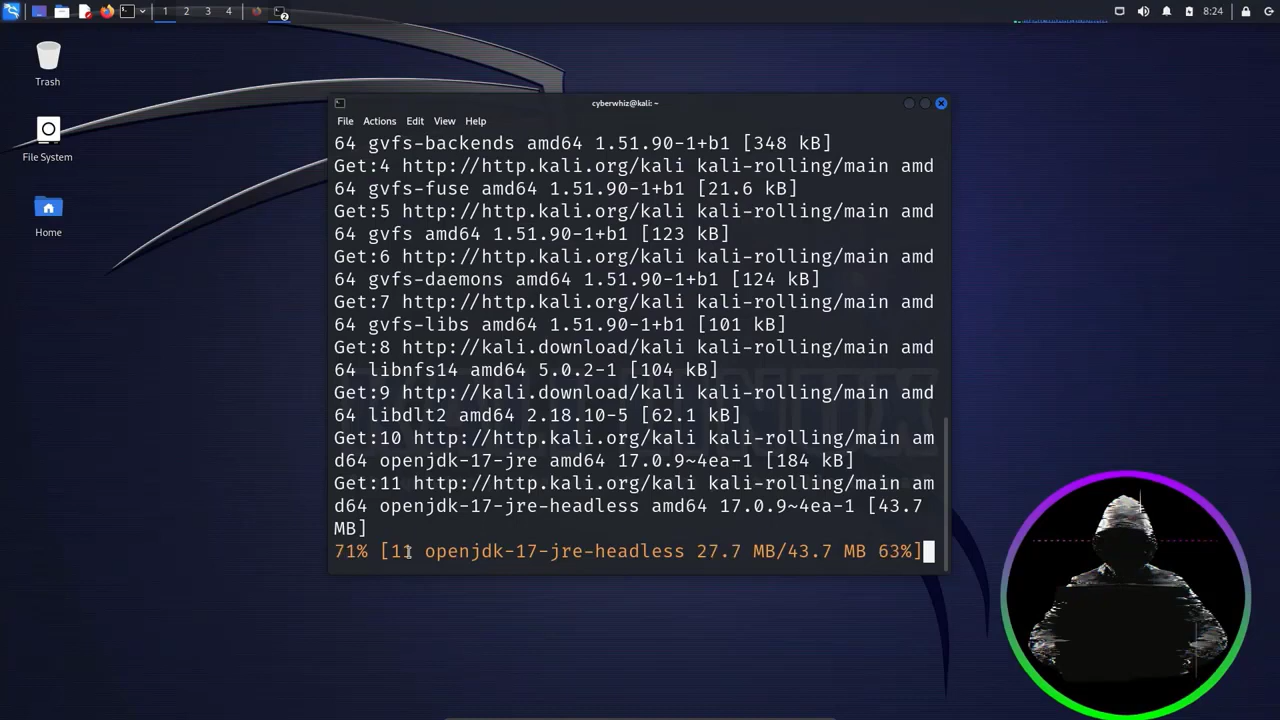 1 2 3 4
2
8:24
Trash
File System
Home
cyberwhiz@kali: ~
File Actions Edit View Help
64 gvfs-backends amd64 1.51.90-1+b1 [348 kB]
Get:4 http://http.kali.org/kali kali-rolling/main amd
64 gvfs-fuse amd64 1.51.90-1+b1 [21.6 kB]
Get:5 http://http.kali.org/kali kali-rolling/main amd
64 gvfs amd64 1.51.90-1+b1 [123 kB]
Get:6 http://http.kali.org/kali kali-rolling/main amd
64 gvfs-daemons amd64 1.51.90-1+b1 [124 kB]
Get:7 http://http.kali.org/kali kali-rolling/main amd
64 gvfs-libs amd64 1.51.90-1+b1 [101 kB]
Get:8 http://kali.download/kali kali-rolling/main amd
64 libnfs14 amd64 5.0.2-1 [104 kB]
Get:9 http://kali.download/kali kali-rolling/main amd
64 libdlt2 amd64 2.18.10-5 [62.1 kB]
Get:10 http://http.kali.org/kali kali-rolling/main am
d64 openjdk-17-jre amd64 17.0.9~4ea-1 [184 kB]
Get:11 http://http.kali.org/kali kali-rolling/main am
d64 openjdk-17-jre-headless amd64 17.0.9~4ea-1 [43.7
MB]
71% [11 openjdk-17-jre-headless 27.7 MB/43.7 MB 63%]